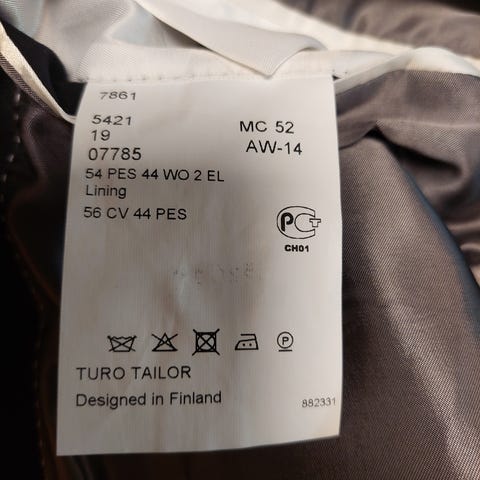 7861
5421
19
07785
MC 52
AW-14
54 PES 44 WO 2 EL
Lining
56 CV 44 PES
PCT
CH01
P
TURO TAILOR
Designed in Finland
882331